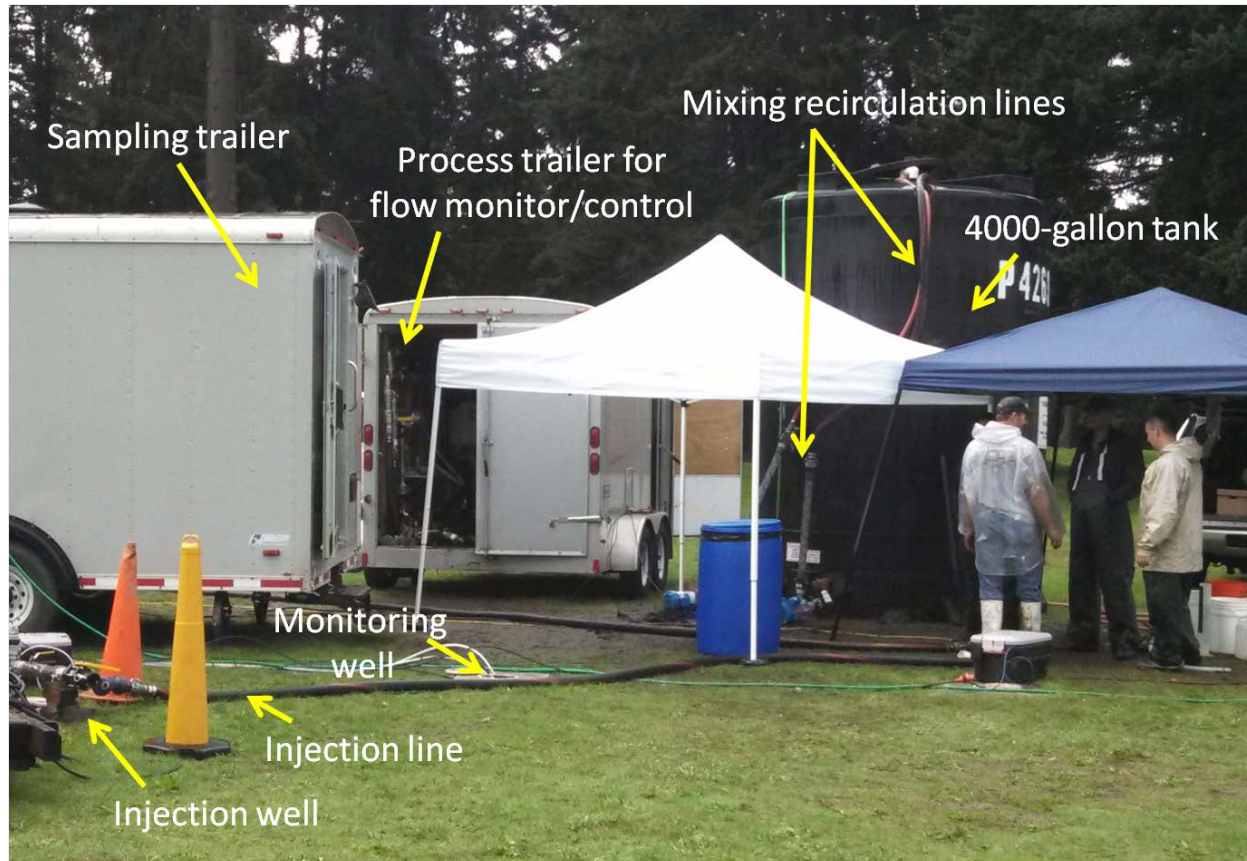 Mixing recirculation lines
Sampling trailer
Process trailer for
flow monitor/control
4000-gallon tank
P 426
Monitoring
well
Injection line
Injection well